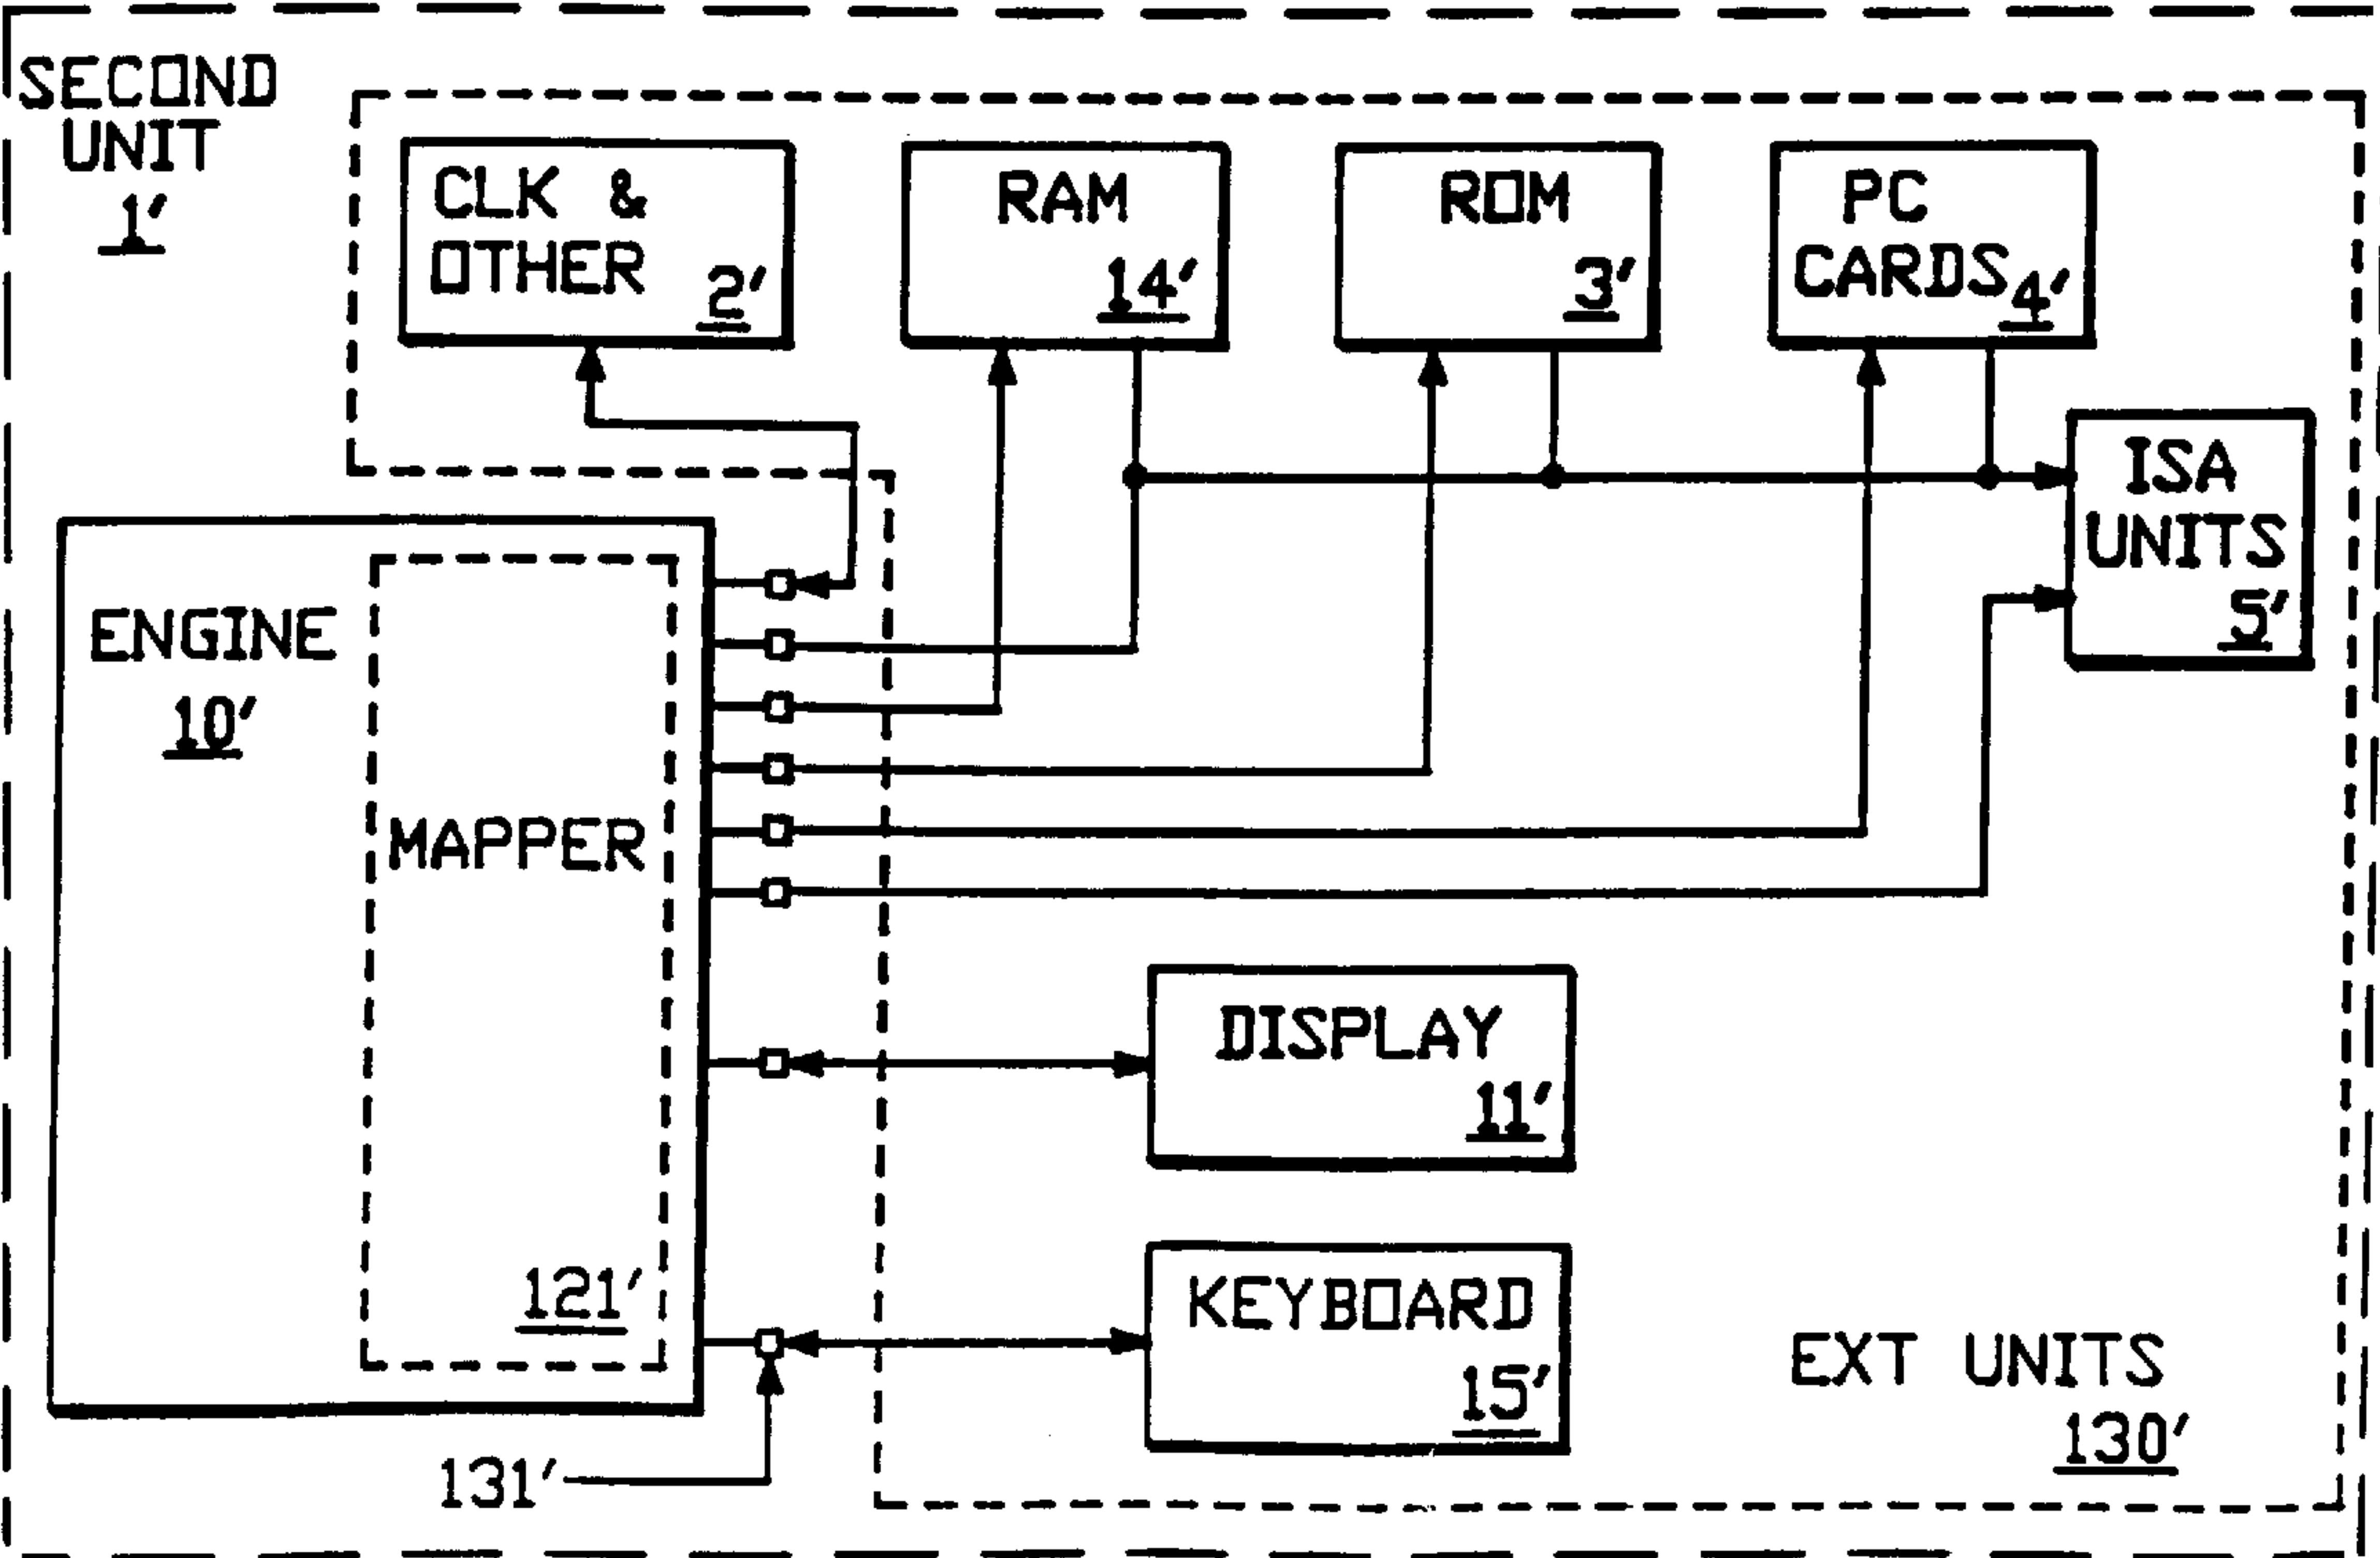 SECOND
UNIT
1'
CLK &
OTHER
2'
RAM
14'
ROM
3'
PC
CARDS
4'
ISA
UNITS
5'
ENGINE
10'
MAPPER
121'
DISPLAY
11'
KEYBOARD
15'
EXT UNITS
130'
131'